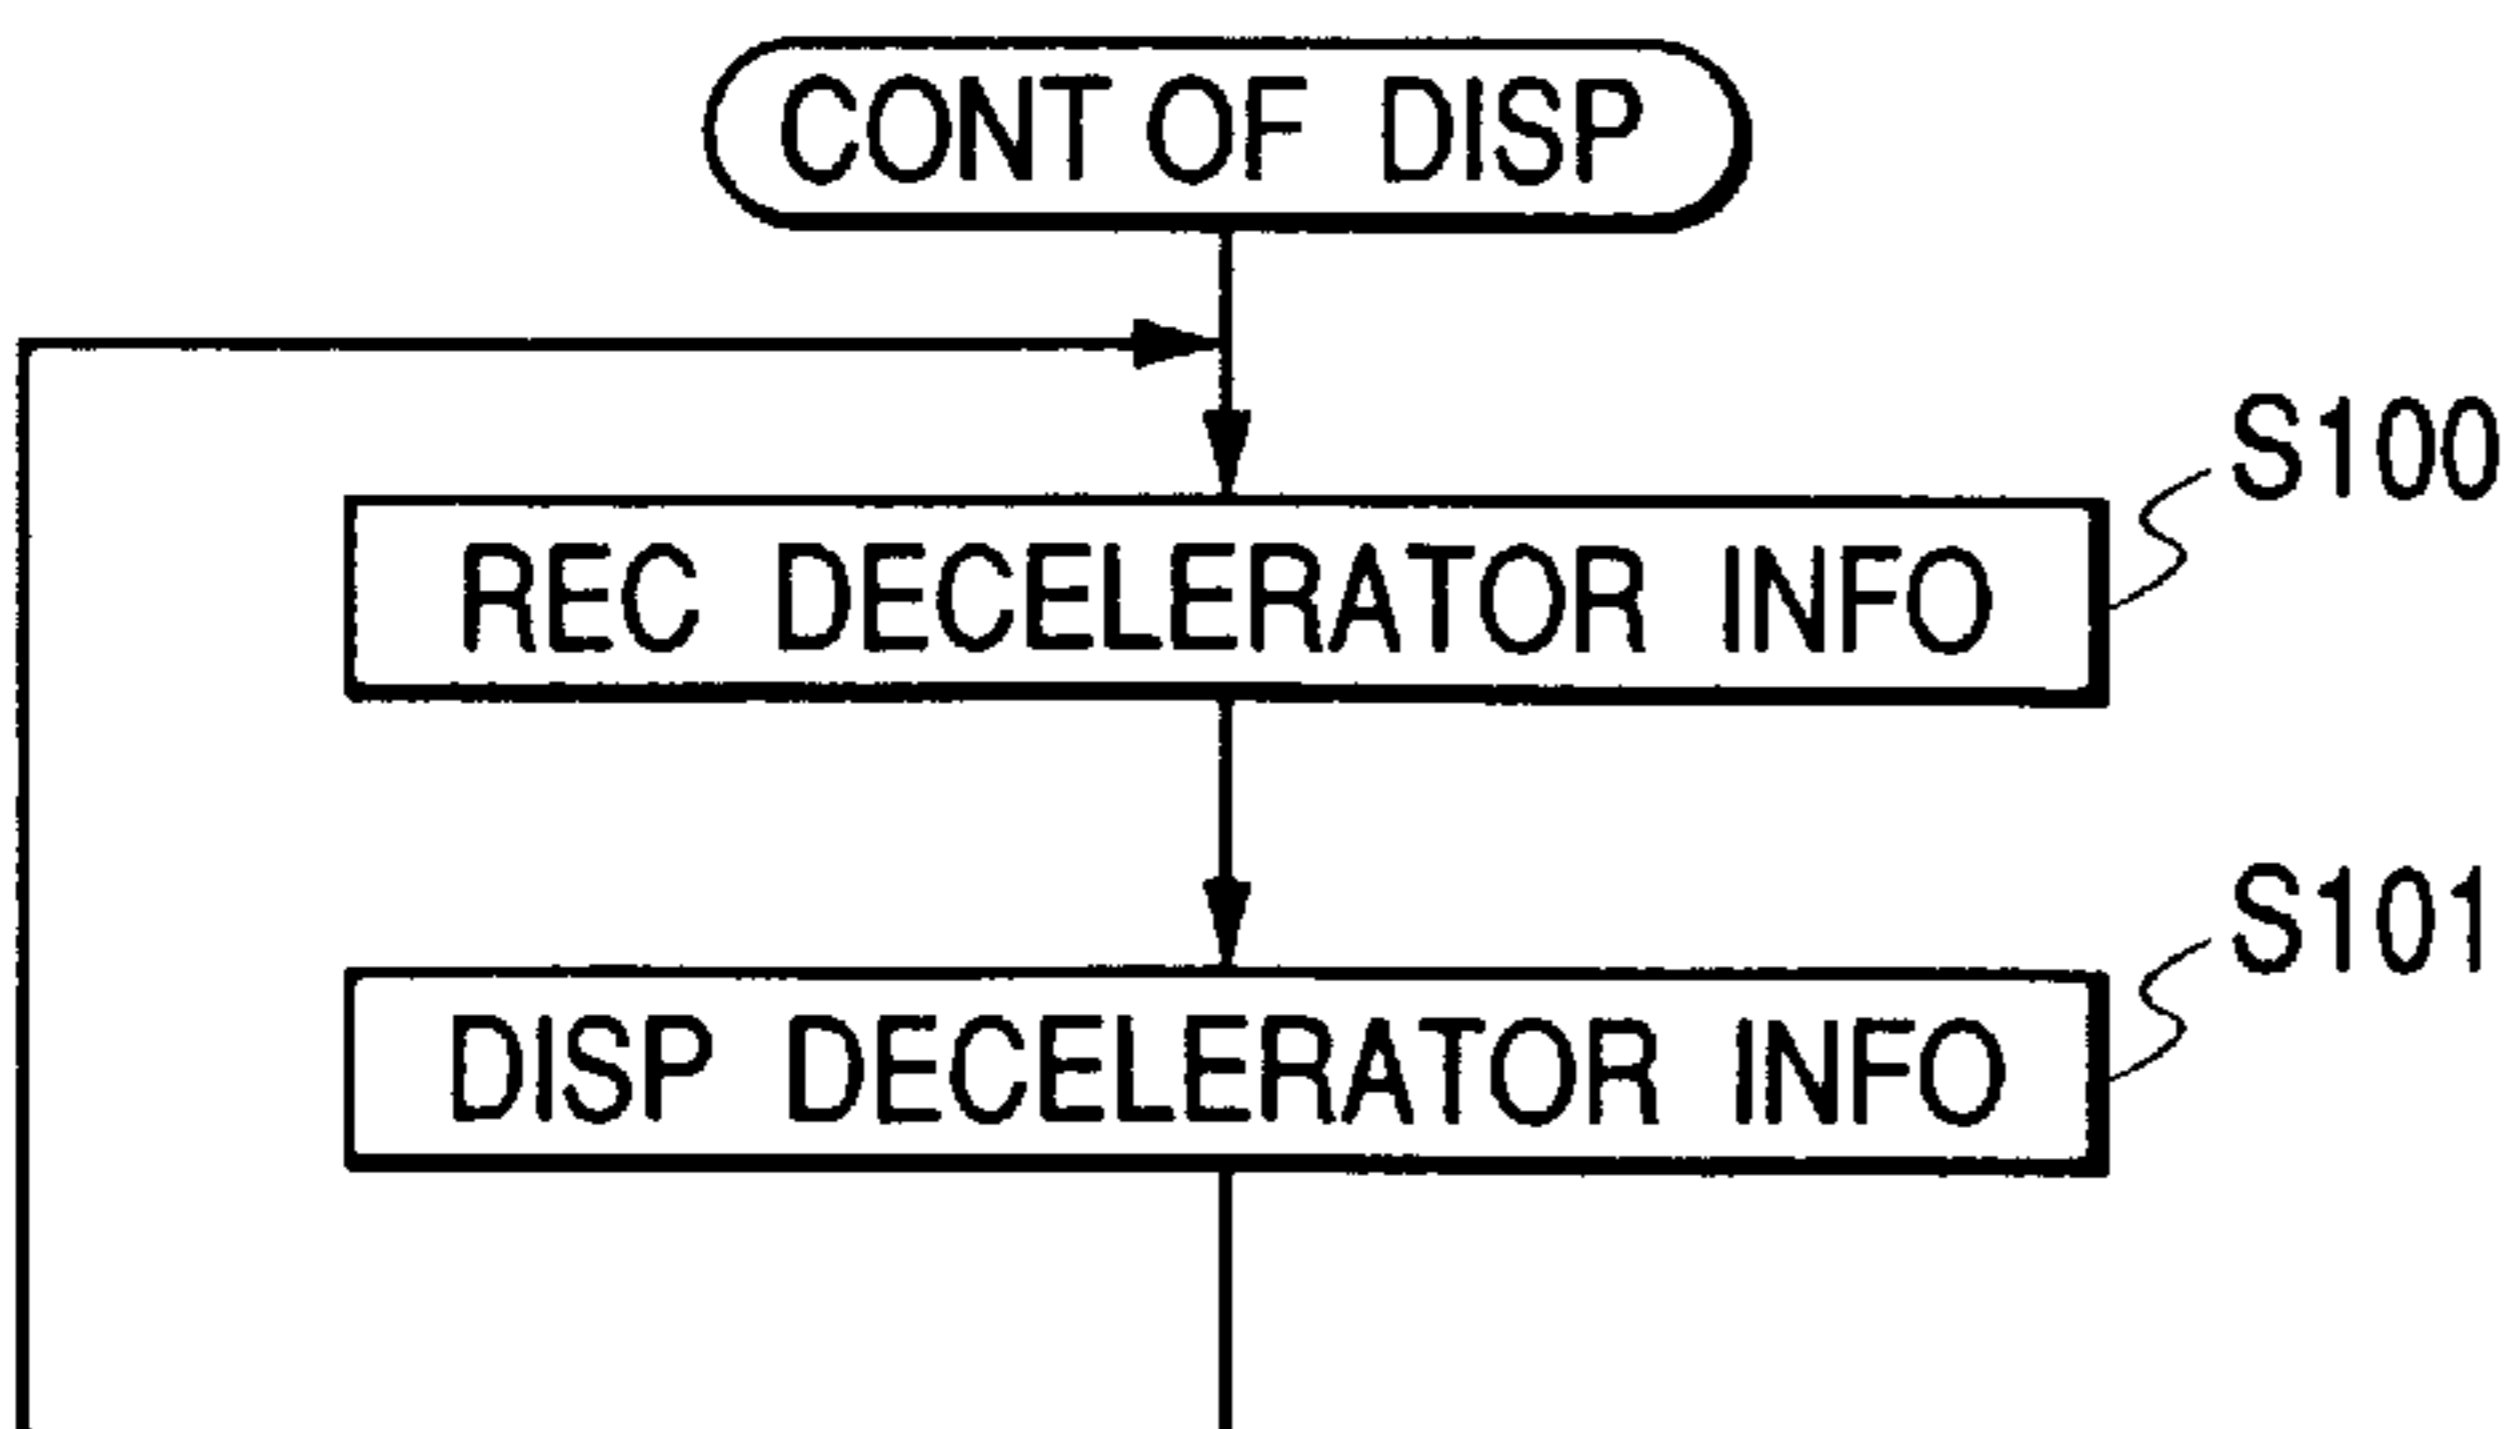 CONT OF DISP
S100
REC DECELERATOR INFO
S101
DISP DECELERATOR INFO